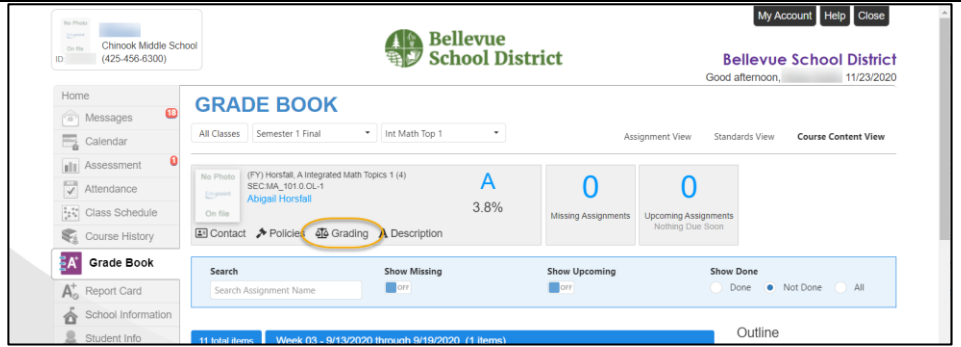 My Account Help Close
No Photo
On file
Chinook Middle School
ID (425-456-6300)
Bellevue
School District
Bellevue School District
Good afternoon, 11/23/2020
Home
Messages 18
Calendar
Assessment 1
Attendance
Class Schedule
Course History
Grade Book
Report Card
School Information
Student Info
GRADE BOOK
All Classes Semester 1 Final Int Math Top 1
Assignment View Standards View Course Content View
No Photo
On file
(FY) Horsfall, A Integrated Math Topics 1 (4)
SEC:MA_101.0.OL-1
Abigail Horsfall
A
3.8%
Contact Policies Grading A Description
0
Missing Assignments
0
Upcoming Assignments
Nothing Due Soon
Search
Search Assignment Name
Show Missing
OFF
Show Upcoming
OFF
Show Done
Done Not Done All
11 total items Week 03 - 9/13/2020 through 9/19/2020 (1 items)
Outline